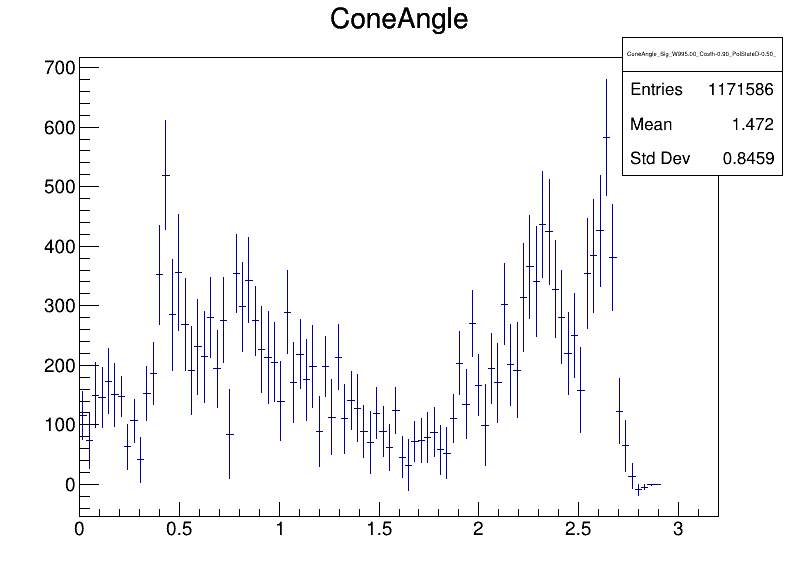 ConeAngle
ConeAngle_Sig_W995.00_Costh-0.90_PolStateD-0.50_
Entries 1171586
Mean 1.472
Std Dev 0.8459
700
600
500
400
300
200
100
0
0 0.5 1 1.5 2 2.5 3